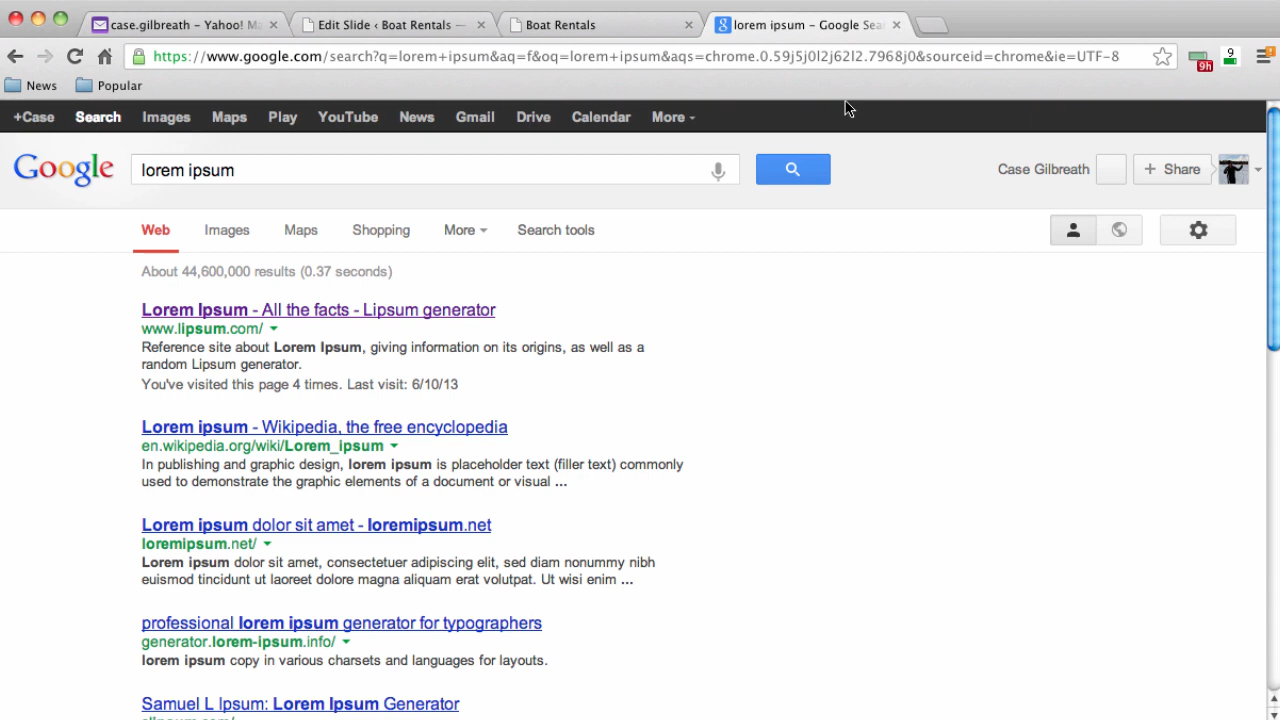 case.gilbreath – Yahoo! Ma
Edit Slide ‹ Boat Rentals —
Boat Rentals
lorem ipsum – Google Sear
https://www.google.com/search?q=lorem+ipsum&aq=f&oq=lorem+ipsum&aqs=chrome.0.59j5j0l2j62l2.7968j0&sourceid=chrome&ie=UTF-8
9h
9
News
Popular
+Case Search Images Maps Play YouTube News Gmail Drive Calendar More
Google
lorem ipsum
Case Gilbreath
+ Share
Web Images Maps Shopping More Search tools
About 44,600,000 results (0.37 seconds)
Lorem Ipsum - All the facts - Lipsum generator
www.lipsum.com/
Reference site about Lorem Ipsum, giving information on its origins, as well as a
random Lipsum generator.
You've visited this page 4 times. Last visit: 6/10/13
Lorem ipsum - Wikipedia, the free encyclopedia
en.wikipedia.org/wiki/Lorem_ipsum
In publishing and graphic design, lorem ipsum is placeholder text (filler text) commonly
used to demonstrate the graphic elements of a document or visual ...
Lorem ipsum dolor sit amet - loremipsum.net
loremipsum.net/
Lorem ipsum dolor sit amet, consectetuer adipiscing elit, sed diam nonummy nibh
euismod tincidunt ut laoreet dolore magna aliquam erat volutpat. Ut wisi enim ...
professional lorem ipsum generator for typographers
generator.lorem-ipsum.info/
lorem ipsum copy in various charsets and languages for layouts.
Samuel L Ipsum: Lorem Ipsum Generator